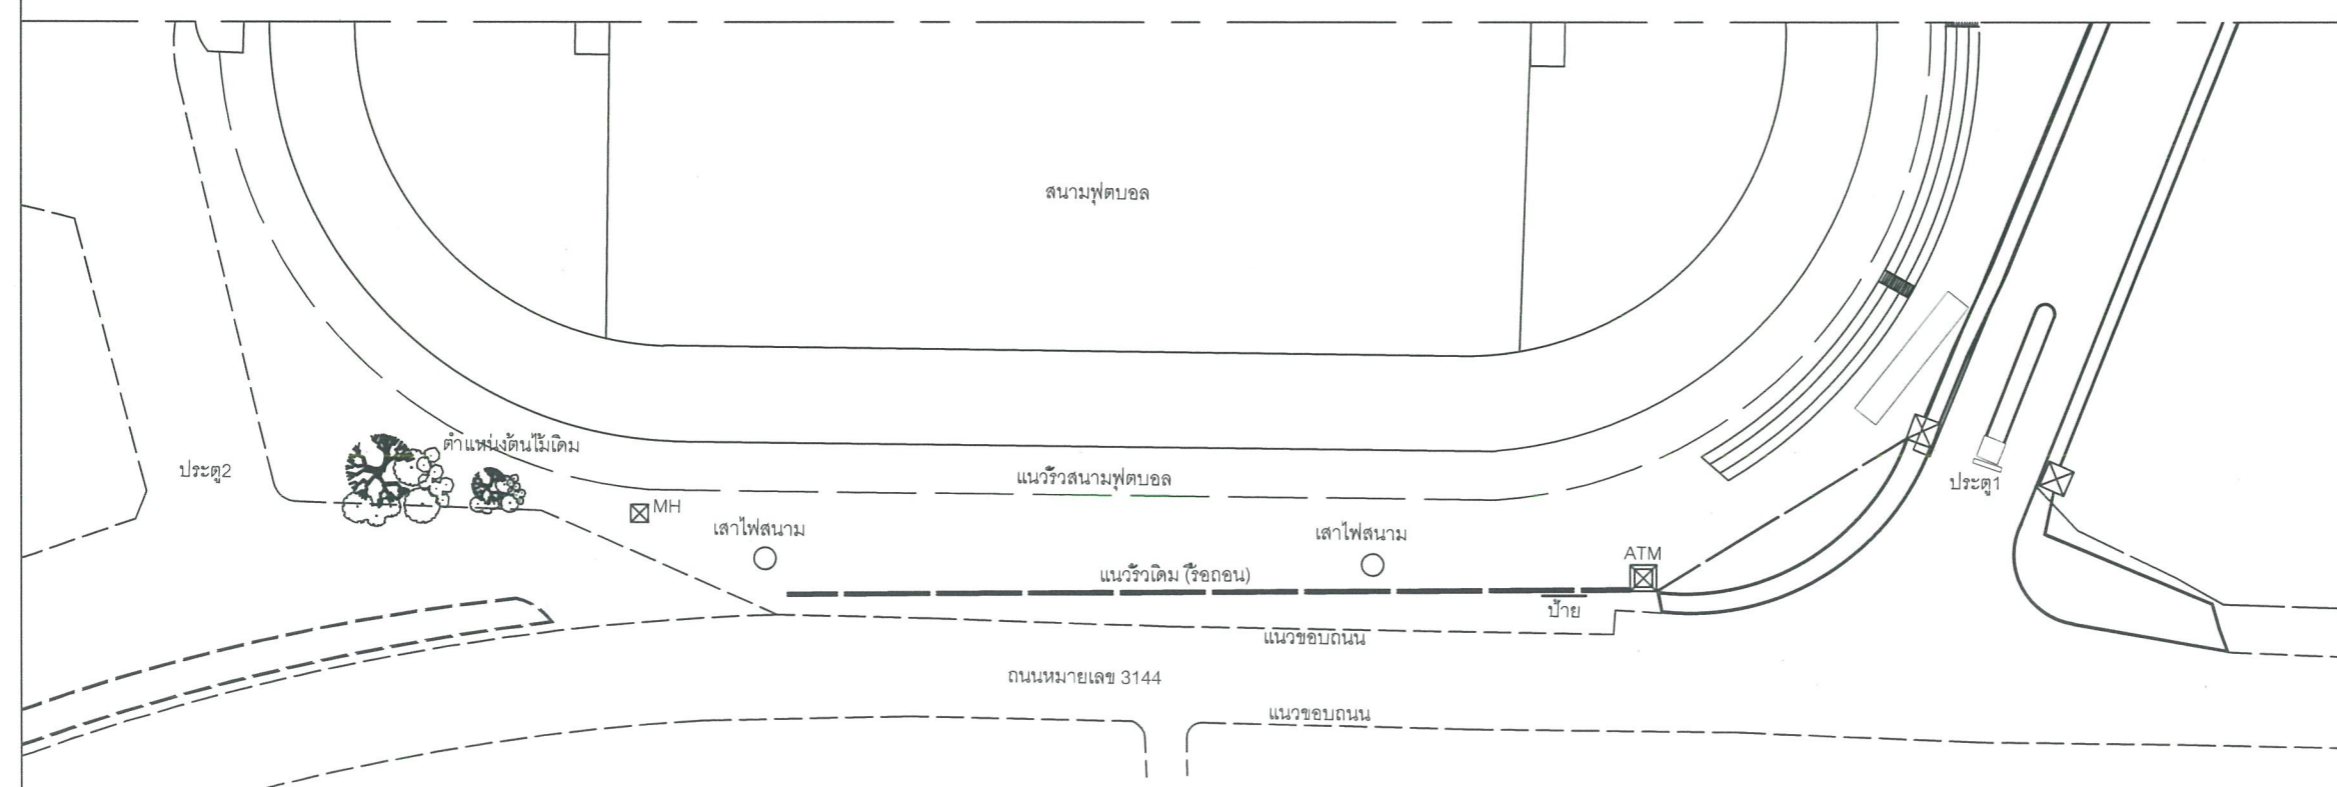 สนามฟุตบอล
ตำแหน่งต้นไม้เดิม
ประตู2
แนวรั้วสนามฟุตบอล
ประตู1
MH
เสาไฟสนาม
เสาไฟสนาม
ATM
แนวรั้วเดิม (รื้อถอน)
ป้าย
แนวขอบถนน
ถนนหมายเลข 3144
แนวขอบถนน